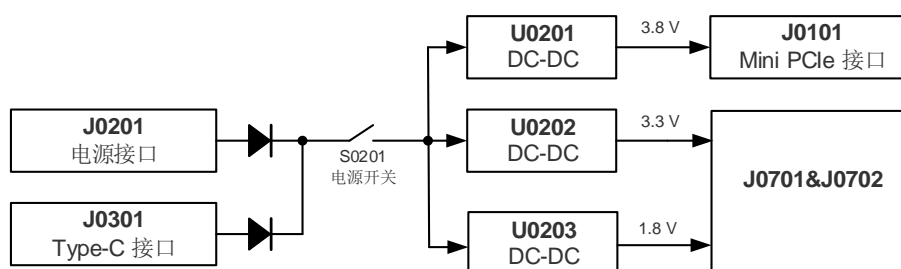 U0201
DC-DC
3.8 V
J0101
Mini PCIe 接口
J0201
电源接口
S0201
电源开关
U0202
DC-DC
3.3 V
J0701&J0702
J0301
Type-C 接口
U0203
DC-DC
1.8 V